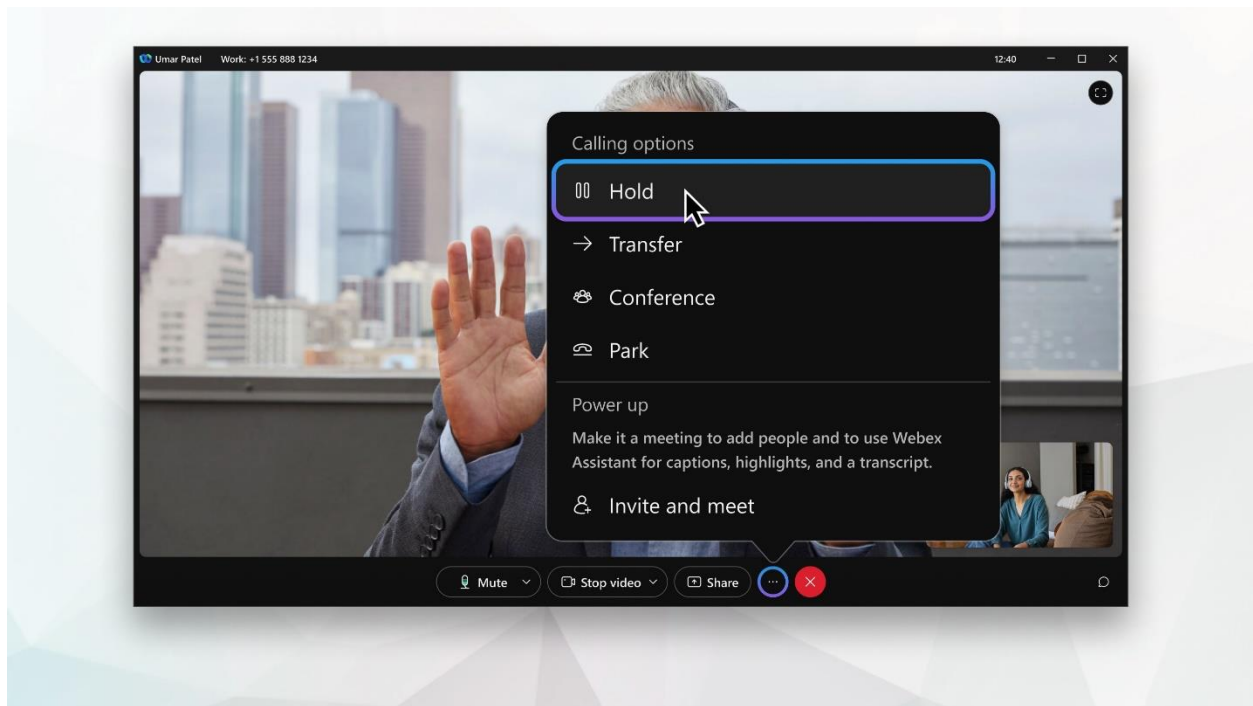 Umar Patel Work: +1 555 888 1234 12:40
Calling options
Hold
Transfer
Conference
Park
Power up
Make it a meeting to add people and to use Webex
Assistant for captions, highlights, and a transcript.
Invite and meet
Mute Stop video Share